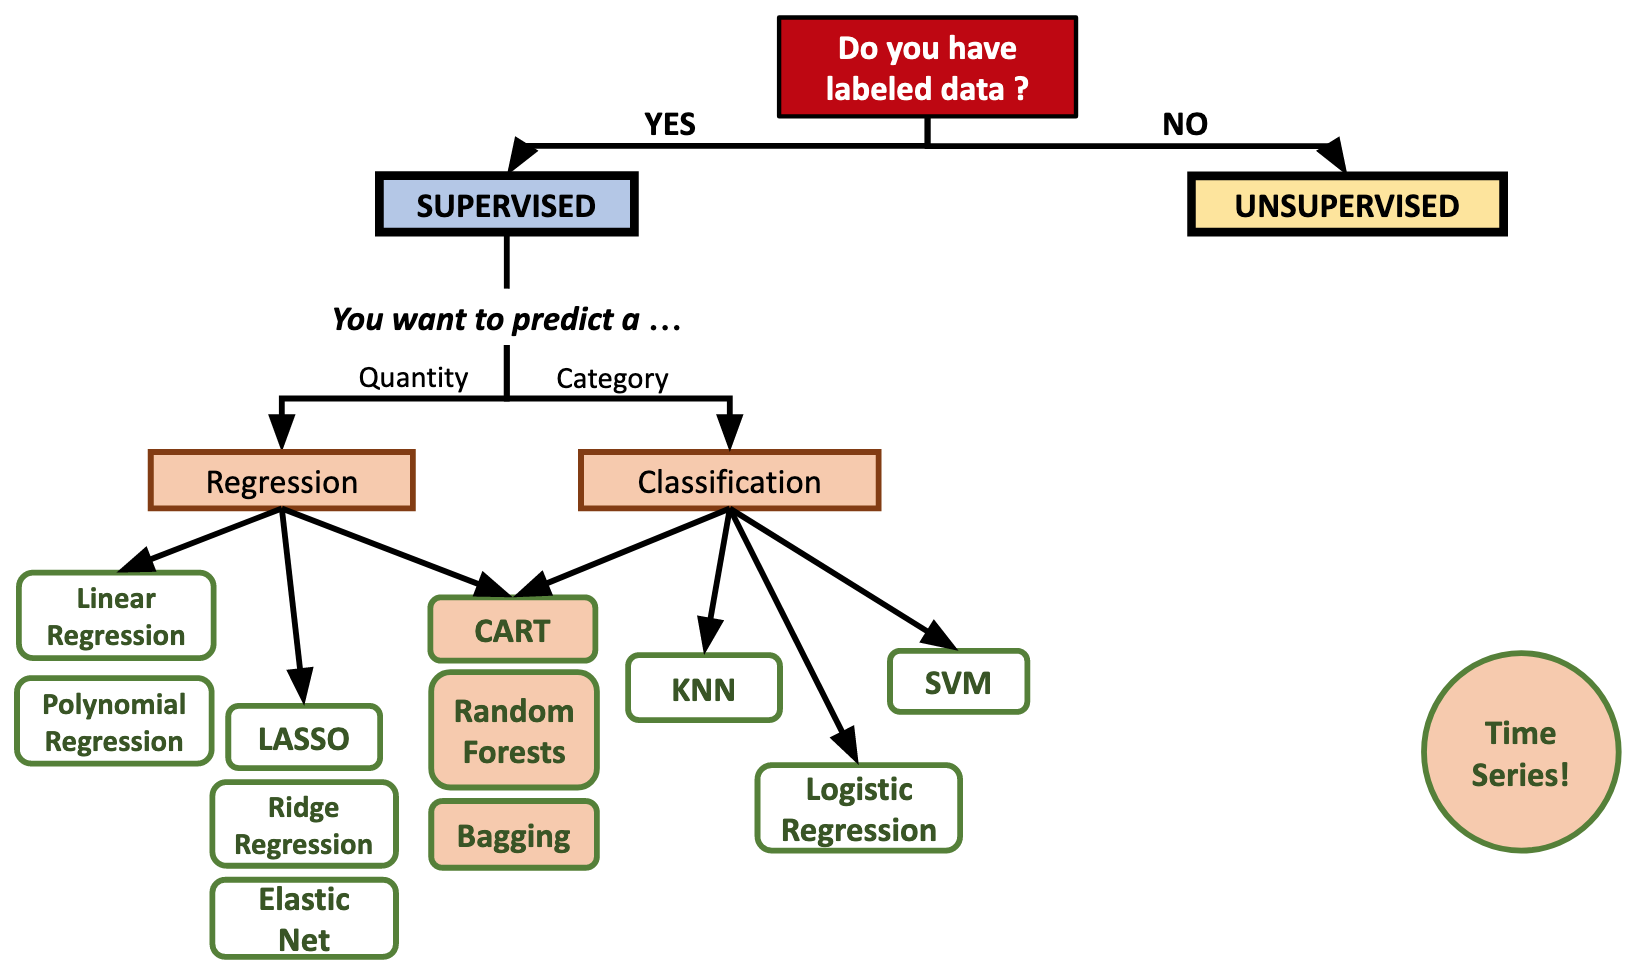 Do you have
labeled data ?
YES
NO
SUPERVISED
UNSUPERVISED
You want to predict a …
Quantity
Category
Regression
Classification
Linear
Regression
Polynomial
Regression
LASSO
Ridge
Regression
Elastic
Net
CART
Random
Forests
Bagging
KNN
Logistic
Regression
SVM
Time
Series!